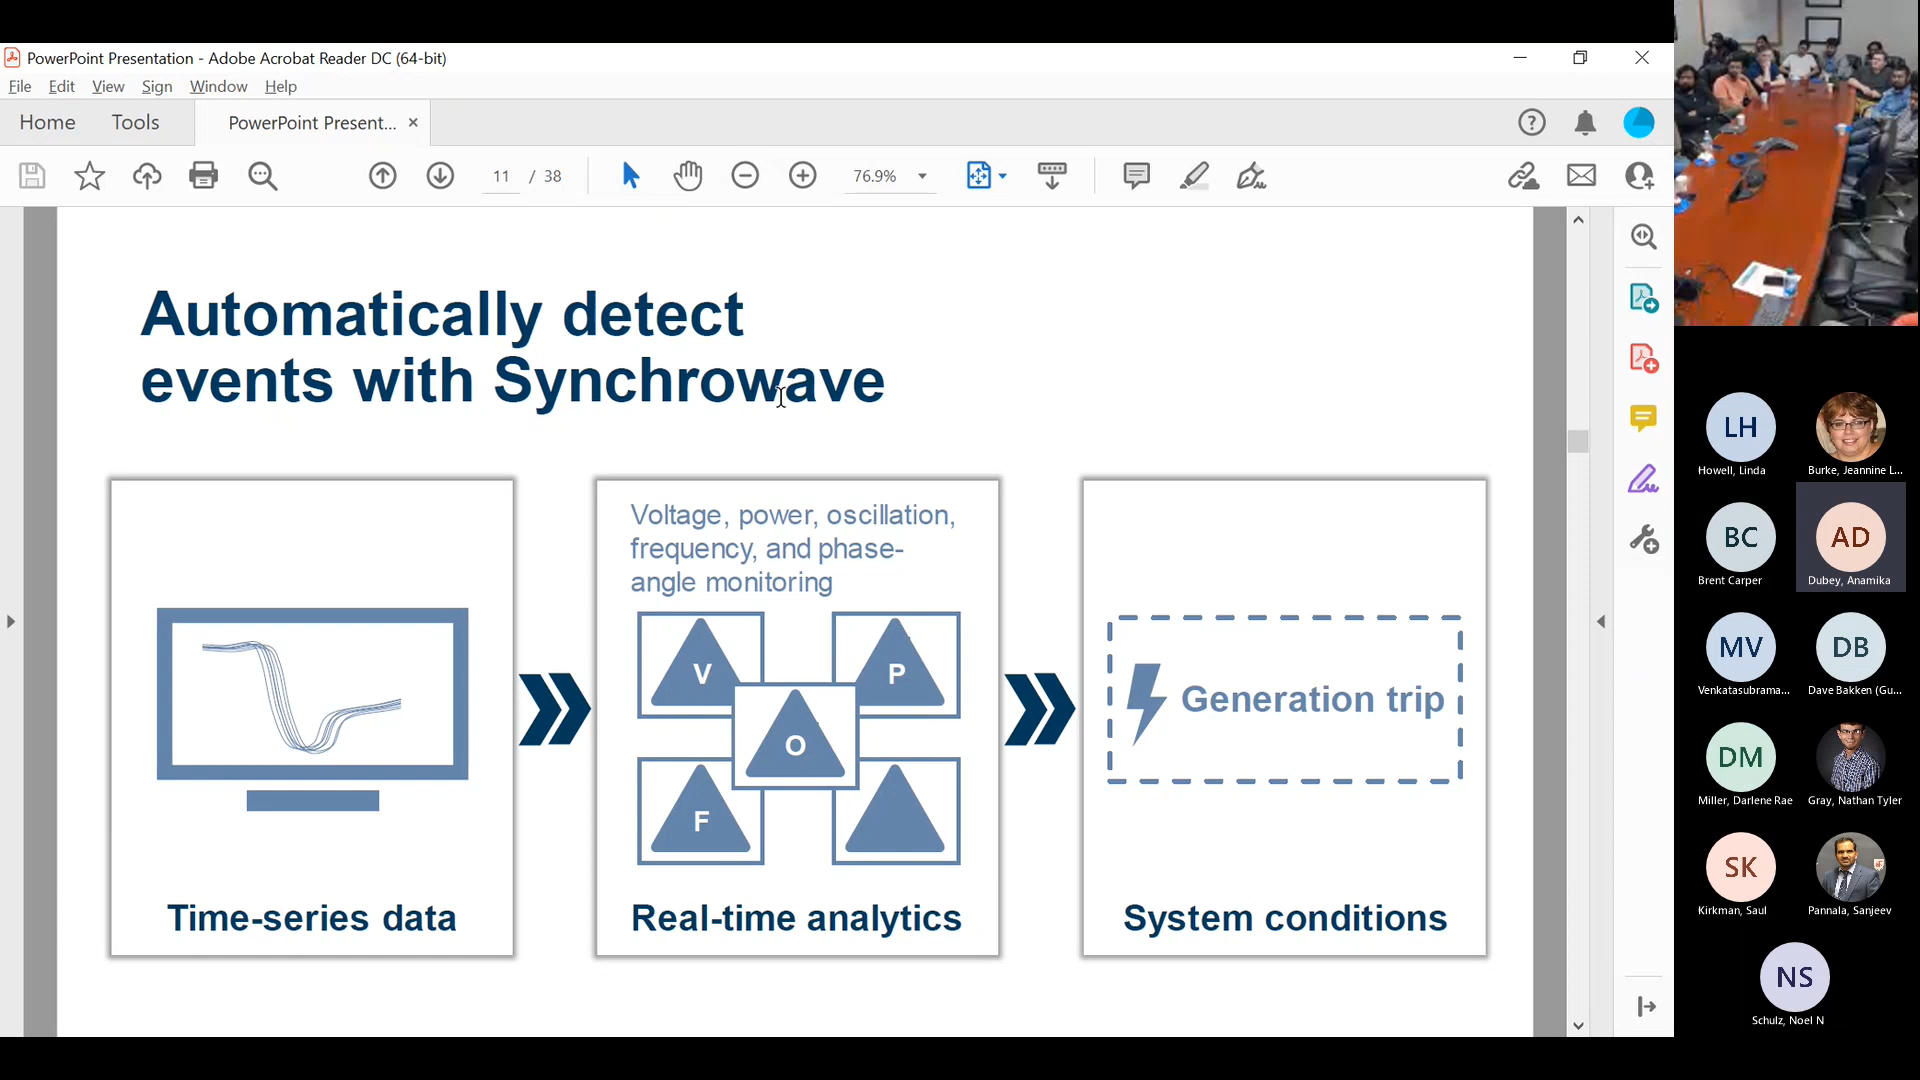 PowerPoint Presentation - Adobe Acrobat Reader DC (64-bit)
File Edit View Sign Window Help
Home Tools PowerPoint Present... ×
11 / 38 76.9%
Automatically detect
events with Synchrowave
Voltage, power, oscillation,
frequency, and phase-
angle monitoring
V P
O
F
Generation trip
Time-series data
Real-time analytics
System conditions
LH
Howell, Linda
Burke, Jeannine L...
BC
Brent Carper
AD
Dubey, Anamika
MV
Venkatasubrama...
DB
Dave Bakken (Gu...
DM
Miller, Darlene Rae
Gray, Nathan Tyler
SK
Kirkman, Saul
Pannala, Sanjeev
NS
Schulz, Noel N